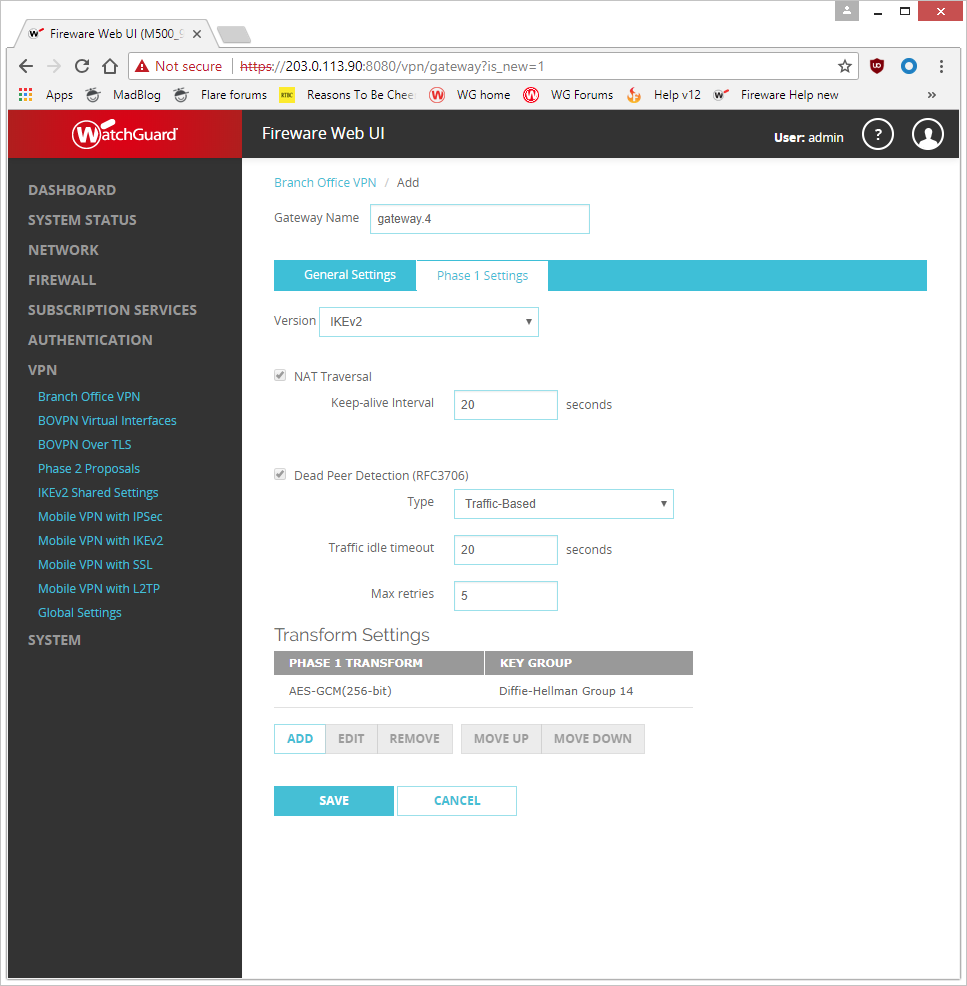 Fireware Web UI (M500_9
Not secure https://203.0.113.90:8080/vpn/gateway?is_new=1
Apps MadBlog Flare forums Reasons To Be Chee WG home WG Forums Help v12 Fireware Help new »
WatchGuard Fireware Web UI User: admin ?
DASHBOARD
SYSTEM STATUS
NETWORK
FIREWALL
SUBSCRIPTION SERVICES
AUTHENTICATION
VPN
Branch Office VPN
BOVPN Virtual Interfaces
BOVPN Over TLS
Phase 2 Proposals
IKEv2 Shared Settings
Mobile VPN with IPSec
Mobile VPN with IKEv2
Mobile VPN with SSL
Mobile VPN with L2TP
Global Settings
SYSTEM
Branch Office VPN / Add
Gateway Name gateway.4
General Settings Phase 1 Settings
Version IKEv2
NAT Traversal
Keep-alive Interval 20 seconds
Dead Peer Detection (RFC3706)
Type Traffic-Based
Traffic idle timeout 20 seconds
Max retries 5
Transform Settings
PHASE 1 TRANSFORM KEY GROUP
AES-GCM(256-bit) Diffie-Hellman Group 14
ADD EDIT REMOVE MOVE UP MOVE DOWN
SAVE CANCEL